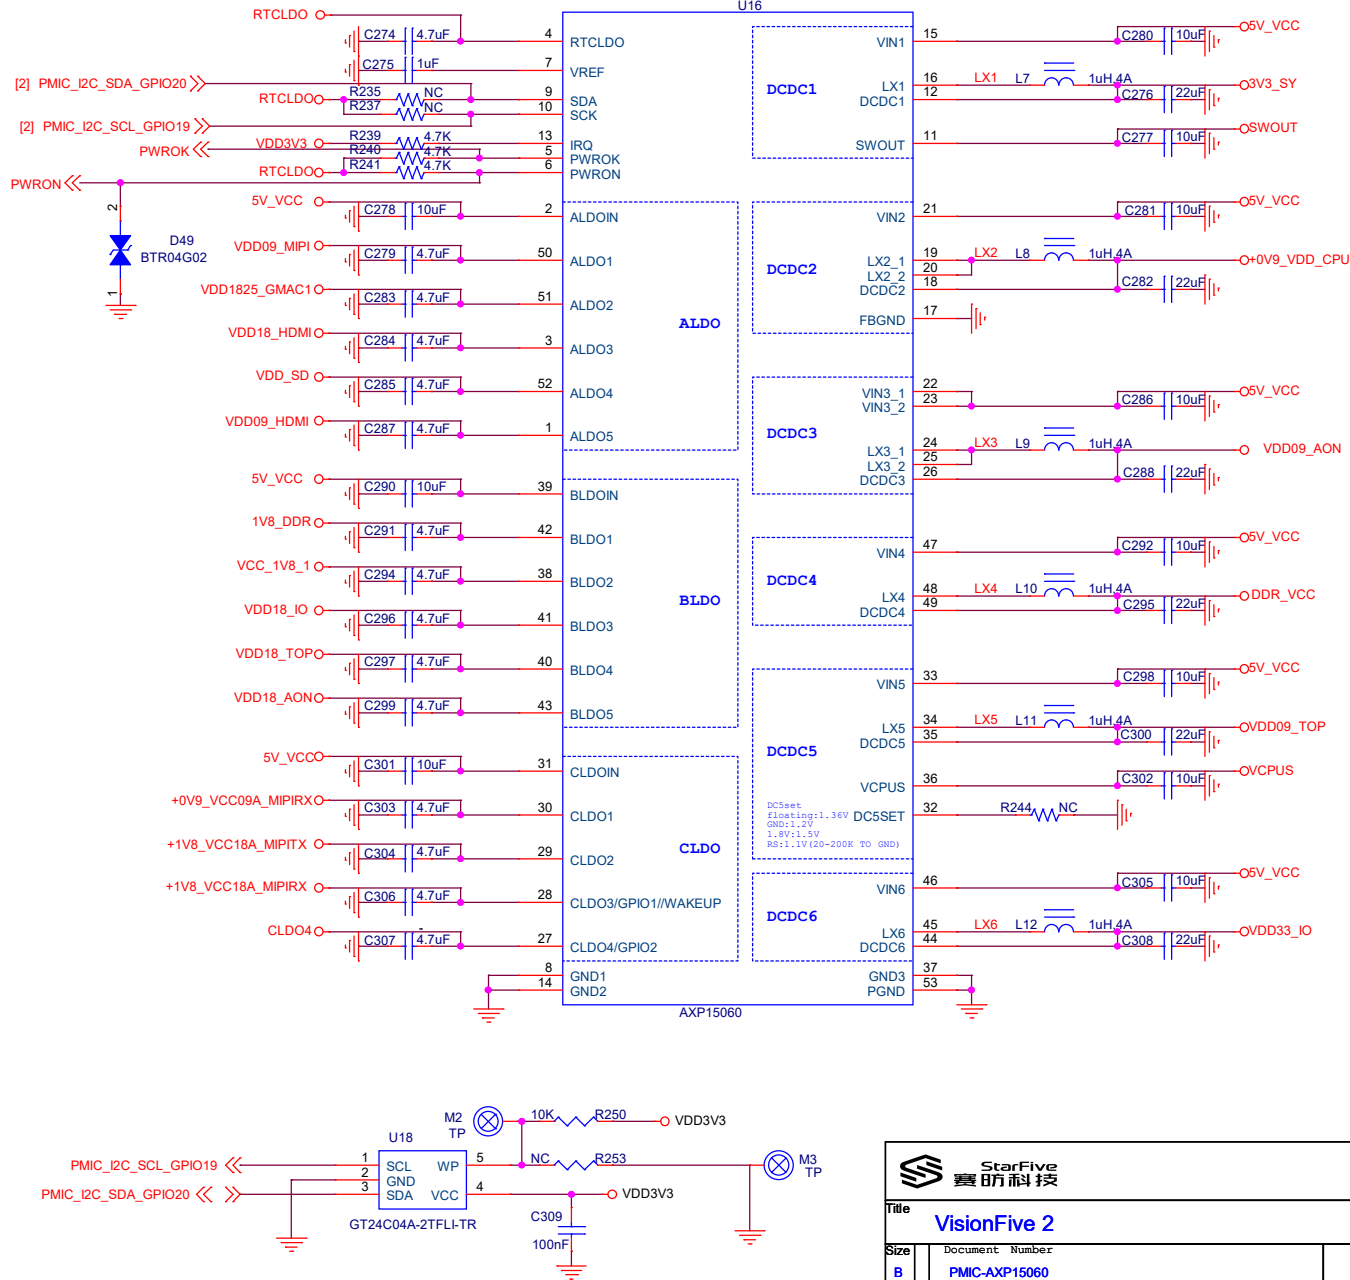 U16
RTCLDO
C274 4.7uF 4 RTCLDO
C275 1uF 7 VREF
[2] PMIC_I2C_SDA_GPIO20
RTCLDO R235 NC 9 SDA
R237 NC 10 SCK
[2] PMIC_I2C_SCL_GPIO19
VDD3V3 R239 4.7K 13 IRQ
PWROK R240 4.7K 5 PWROK
RTCLDO R241 4.7K 6 PWRON
PWRON
2
D49
BTR04G02
1
5V_VCC C278 10uF 2 ALDOIN
VDD09_MIPI C279 4.7uF 50 ALDO1
VDD1825_GMAC1 C283 4.7uF 51 ALDO2
ALDO
VDD18_HDMI C284 4.7uF 3 ALDO3
VDD_SD C285 4.7uF 52 ALDO4
VDD09_HDMI C287 4.7uF 1 ALDO5
5V_VCC C290 10uF 39 BLDOIN
1V8_DDR C291 4.7uF 42 BLDO1
VCC_1V8_1 C294 4.7uF 38 BLDO2
BLDO
VDD18_IO C296 4.7uF 41 BLDO3
VDD18_TOP C297 4.7uF 40 BLDO4
VDD18_AON C299 4.7uF 43 BLDO5
5V_VCC C301 10uF 31 CLDOIN
+0V9_VCC09A_MIPIRX C303 4.7uF 30 CLDO1
+1V8_VCC18A_MIPITX C304 4.7uF 29 CLDO2
CLDO
+1V8_VCC18A_MIPIRX C306 4.7uF 28 CLDO3/GPIO1//WAKEUP
CLDO4 C307 4.7uF 27 CLDO4/GPIO2
8 GND1
14 GND2
DCDC1
VIN1 15 C280 10uF 5V_VCC
LX1 16 LX1 L7 1uH,4A 3V3_SY
DCDC1 12 C276 22uF
SWOUT 11 C277 10uF SWOUT
DCDC2
VIN2 21 C281 10uF 5V_VCC
LX2_1 19 LX2 L8 1uH,4A +0V9_VDD_CPU
LX2_2 20
DCDC2 18 C282 22uF
FBGND 17
DCDC3
VIN3_1 22 5V_VCC
VIN3_2 23 C286 10uF
LX3_1 24 LX3 L9 1uH,4A VDD09_AON
LX3_2 25
DCDC3 26 C288 22uF
DCDC4
VIN4 47 C292 10uF 5V_VCC
LX4 48 LX4 L10 1uH,4A DDR_VCC
DCDC4 49 C295 22uF
DCDC5
VIN5 33 C298 10uF 5V_VCC
LX5 34 LX5 L11 1uH,4A VDD09_TOP
DCDC5 35 C300 22uF
VCPUS 36 C302 10uF VCPUS
DC5SET 32 R244 NC
DC5set
floating:1.36V
GND:1.2V
1.8V:1.5V
RS:1.1V(20-200K TO GND)
DCDC6
VIN6 46 C305 10uF 5V_VCC
LX6 45 LX6 L12 1uH,4A VDD33_IO
DCDC6 44 C308 22uF
GND3 37
PGND 53
AXP15060
M2
TP
10K R250 VDD3V3
U18
PMIC_I2C_SCL_GPIO19 1 SCL WP 5 NC R253 M3
TP
2 GND
PMIC_I2C_SDA_GPIO20 3 SDA VCC 4 VDD3V3
GT24C04A-2TFLI-TR
C309
100nF
StarFive
赛昉科技
Title
VisionFive 2
Size Document Number
B PMIC-AXP15060